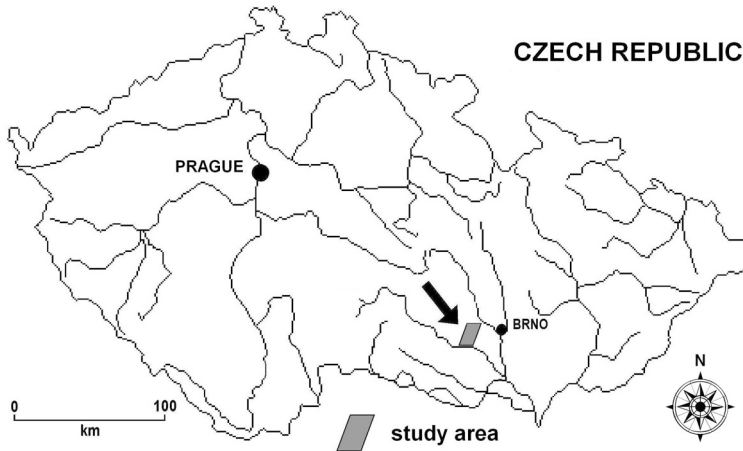 CZECH REPUBLIC
PRAGUE
BRNO
N
0 100
km
study area